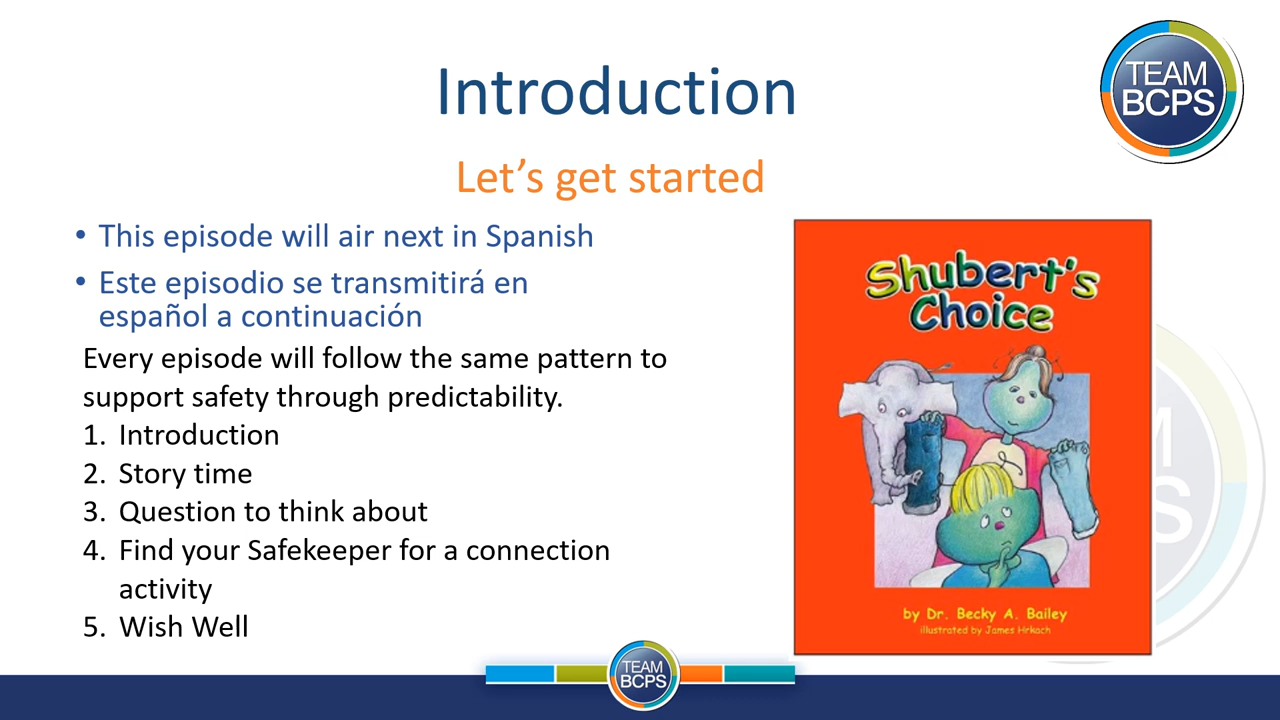 Introduction
TEAM
BCPS
Let's get started
• This episode will air next in Spanish
• Este episodio se transmitirá en
español a continuación
Every episode will follow the same pattern to
support safety through predictability.
1. Introduction
2. Story time
3. Question to think about
4. Find your Safekeeper for a connection
activity
5. Wish Well
Shubert's
Choice
by Dr. Becky A. Bailey
illustrated by James Hrkach
TEAM
BCPS